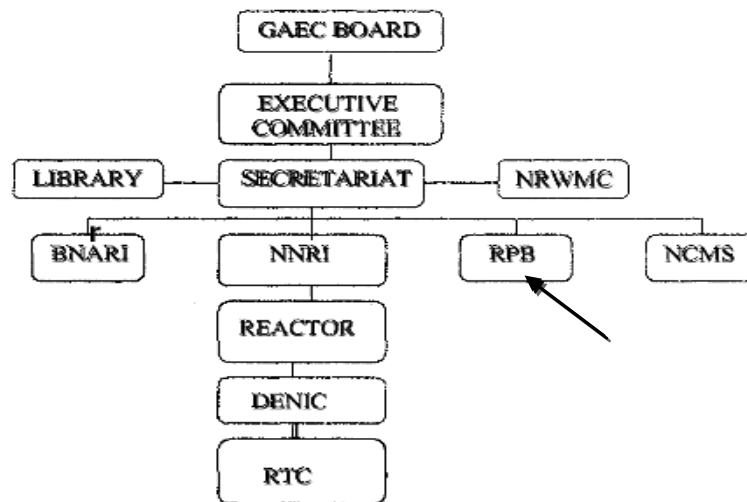 GAEC BOARD
EXECUTIVE
COMMITTEE
LIBRARY
SECRETARIAT
NRWMC
BNARI
NNRI
RPB
NCMS
REACTOR
DENIC
RTC